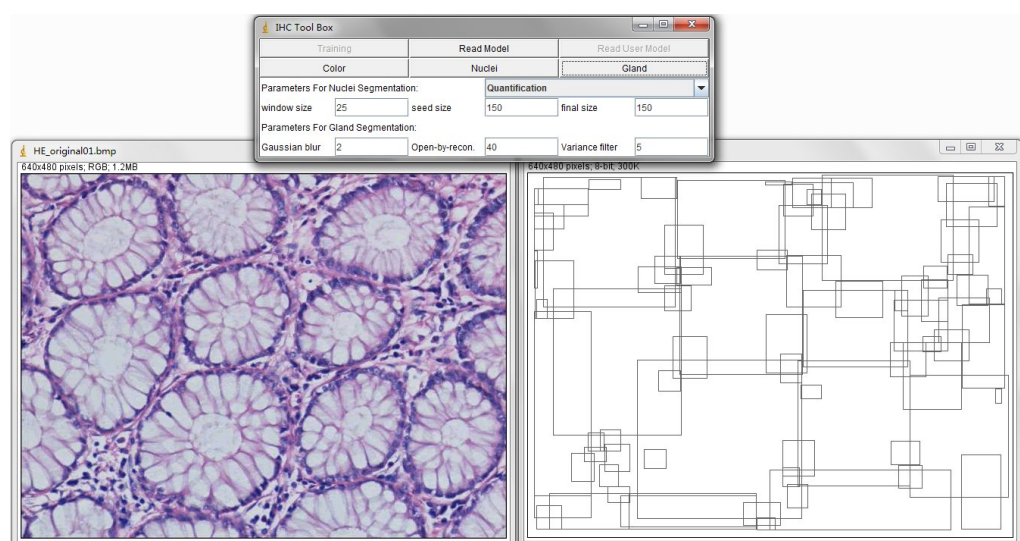 IHC Tool Box
Training Read Model Read User Model
Color Nuclei Gland
Parameters For Nuclei Segmentation: Quantification
window size 25 seed size 150 final size 150
Parameters For Gland Segmentation:
Gaussian blur 2 Open-by-recon. 40 Variance filter 5
HE_original01.bmp
640x480 pixels; RGB; 1.2MB
640x480 pixels; 8-bit; 300K